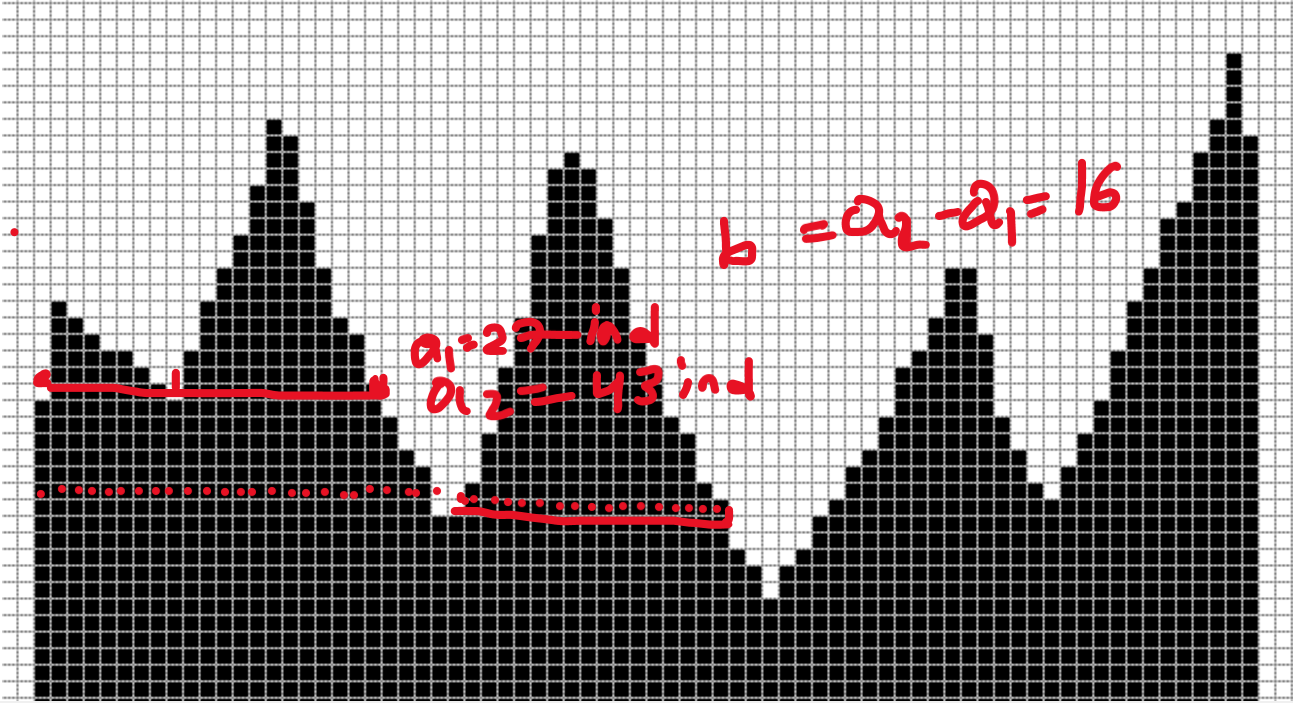 b = a₂ - a₁ = 16
a₁ = 27 ind
a₂ = 43 ind